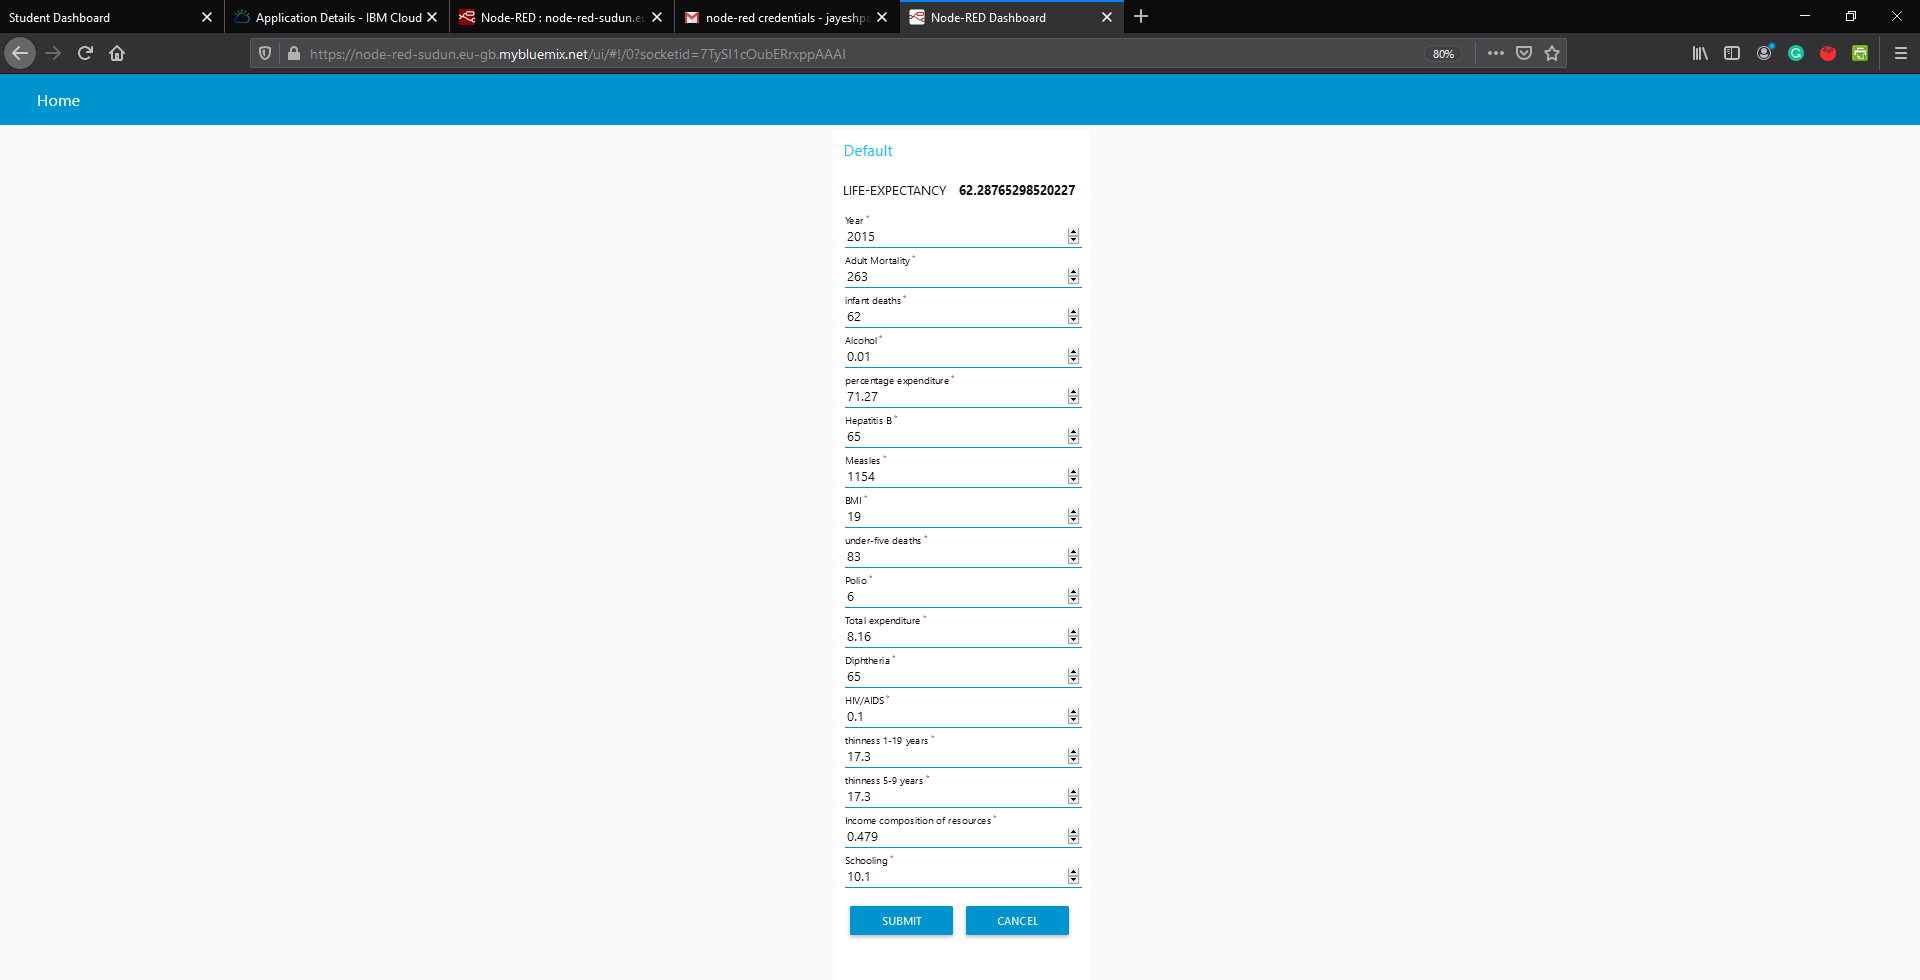 Student Dashboard
Application Details - IBM Cloud
Node-RED : node-red-sudun.eu
node-red credentials - jayeshpa
Node-RED Dashboard
https://node-red-sudun.eu-gb.mybluemix.net/ui/#!/0?socketid=
80%
Home
Default
LIFE-EXPECTANCY 62.28765298520227
Year *
2015
Adult Mortality *
263
infant deaths *
62
Alcohol *
0.01
percentage expenditure *
71.27
Hepatitis B *
65
Measles *
1154
BMI *
19
under-five deaths *
83
Polio *
6
Total expenditure *
8.16
Diphtheria *
65
HIV/AIDS *
0.1
thinness 1-19 years *
17.3
thinness 5-9 years *
17.3
Income composition of resources *
0.479
Schooling *
10.1
SUBMIT CANCEL